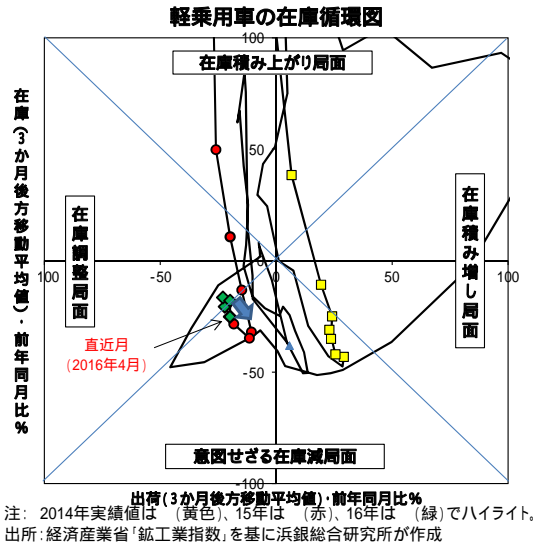 軽乗用車の在庫循環図
100
在庫積み上がり局面
在庫(3か月後方移動平均値)・前年同月比%
50
在庫調整局面
在庫積み増し局面
0
100
-50
0
50
100
直近月
(2016年4月)
-50
意図せざる在庫減局面
-100
出荷(3か月後方移動平均値)・前年同月比%
注: 2014年実績値は (黄色)、15年は (赤)、16年は (緑)でハイライト。
出所:経済産業省「鉱工業指数」を基に浜銀総合研究所が作成